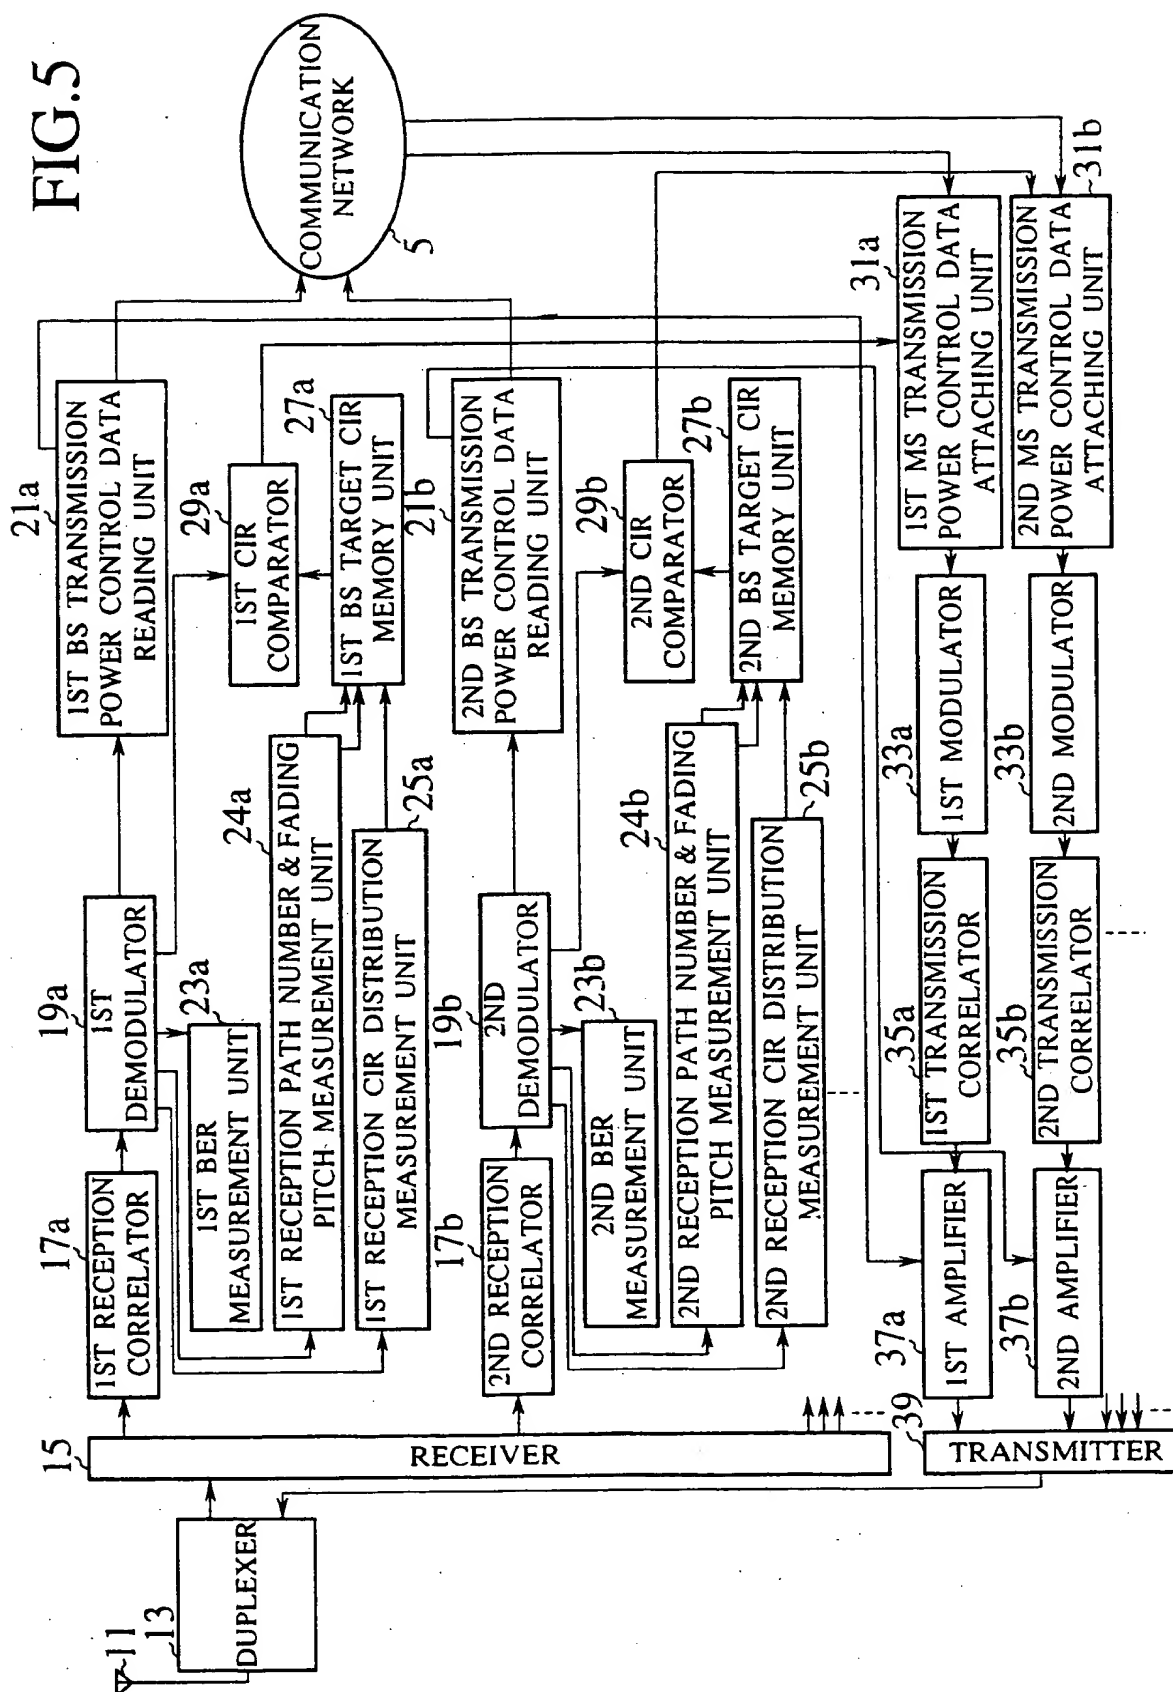 FIG.5
11
13
DUPLEXER
15
RECEIVER
17a
1ST RECEPTION
CORRELATOR
19a
1ST
DEMODULATOR
21a
1ST BS TRANSMISSION
POWER CONTROL DATA
READING UNIT
COMMUNICATION
NETWORK
5
23a
1ST BER
MEASUREMENT UNIT
29a
1ST CIR
COMPARATOR
24a
1ST RECEPTION PATH NUMBER & FADING
PITCH MEASUREMENT UNIT
27a
1ST BS TARGET CIR
MEMORY UNIT
25a
1ST RECEPTION CIR DISTRIBUTION
MEASUREMENT UNIT
17b
2ND RECEPTION
CORRELATOR
19b
2ND
DEMODULATOR
21b
2ND BS TRANSMISSION
POWER CONTROL DATA
READING UNIT
23b
2ND BER
MEASUREMENT UNIT
29b
2ND CIR
COMPARATOR
24b
2ND RECEPTION PATH NUMBER & FADING
PITCH MEASUREMENT UNIT
27b
2ND BS TARGET CIR
MEMORY UNIT
25b
2ND RECEPTION CIR DISTRIBUTION
MEASUREMENT UNIT
39
TRANSMITTER
37a
1ST AMPLIFIER
35a
1ST TRANSMISSION
CORRELATOR
33a
1ST MODULATOR
31a
1ST MS TRANSMISSION
POWER CONTROL DATA
ATTACHING UNIT
37b
2ND AMPLIFIER
35b
2ND TRANSMISSION
CORRELATOR
33b
2ND MODULATOR
31b
2ND MS TRANSMISSION
POWER CONTROL DATA
ATTACHING UNIT